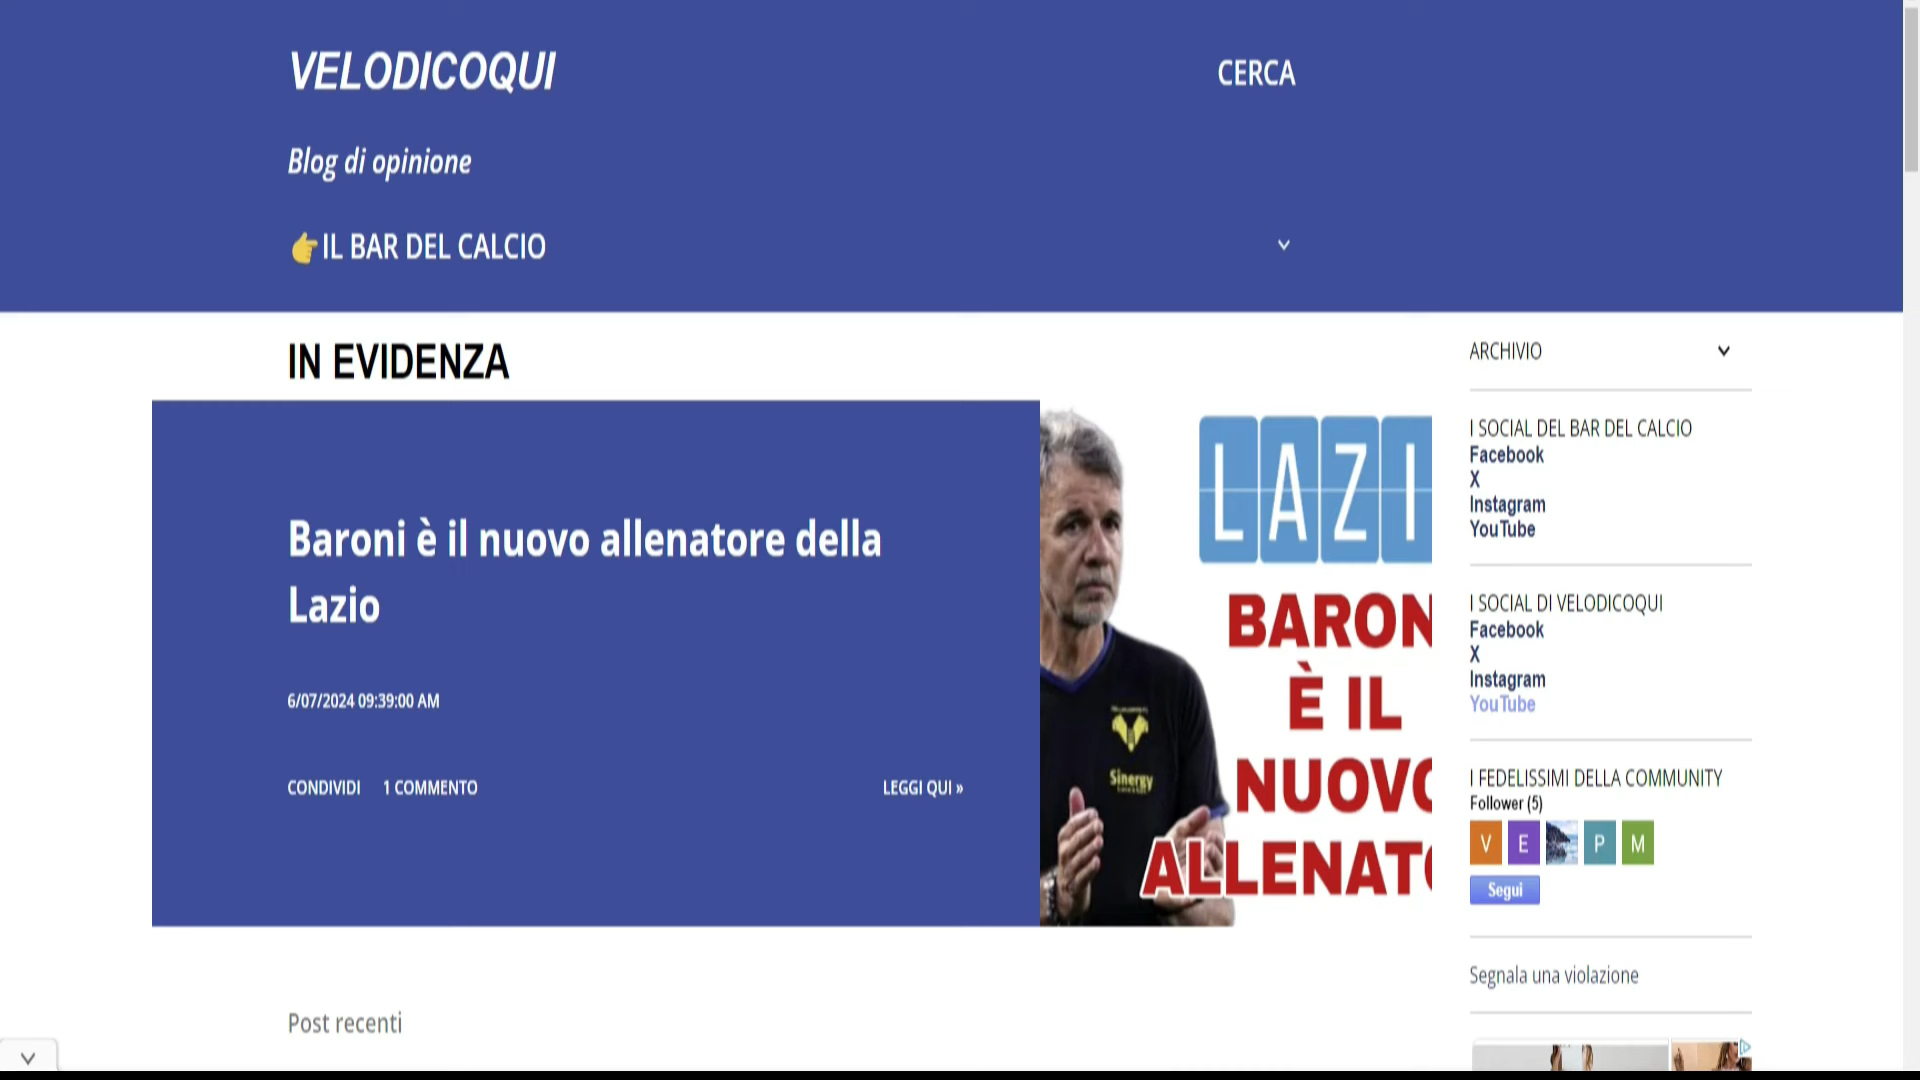 VELODICOQUI
CERCA
Blog di opinione
👉IL BAR DEL CALCIO
IN EVIDENZA
Baroni è il nuovo allenatore della
Lazio
6/07/2024 09:39:00 AM
CONDIVIDI 1 COMMENTO LEGGI QUI »
LAZI
BARON
È IL
NUOVO
ALLENATO
Sinergy
ARCHIVIO
I SOCIAL DEL BAR DEL CALCIO
Facebook
X
Instagram
YouTube
I SOCIAL DI VELODICOQUI
Facebook
X
Instagram
YouTube
I FEDELISSIMI DELLA COMMUNITY
Follower (5)
V E P M
Segui
Segnala una violazione
Post recenti